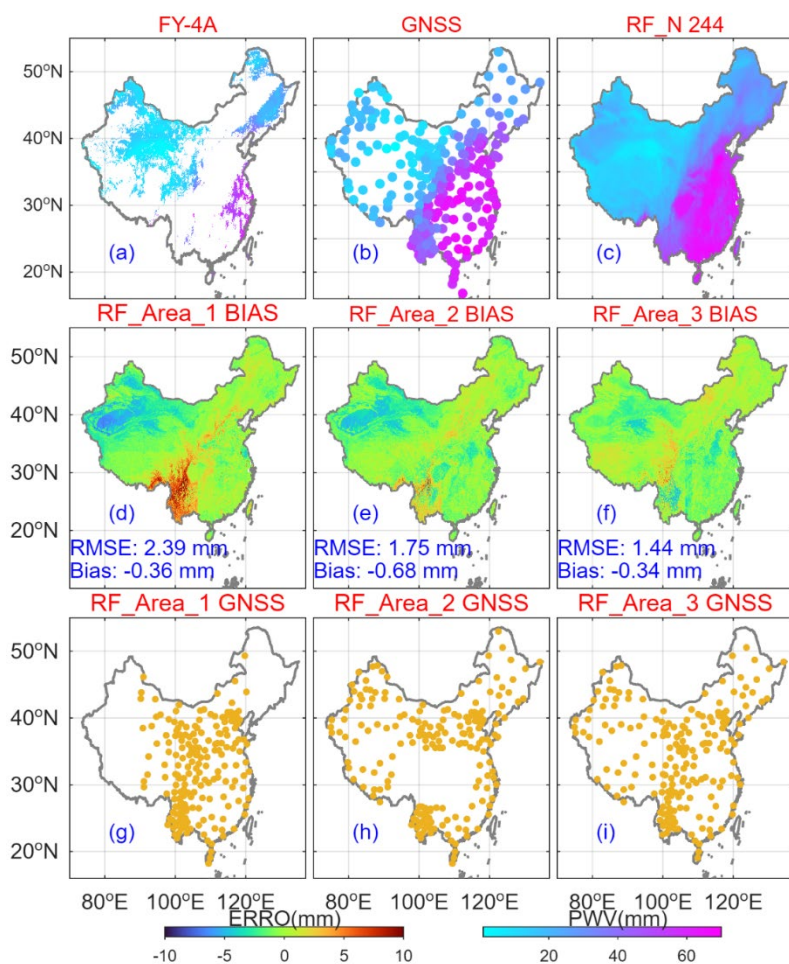 FY-4A GNSS RF_N 244
50°N
40°N
30°N
20°N
(a) (b) (c)
RF_Area_1 BIAS RF_Area_2 BIAS RF_Area_3 BIAS
50°N
40°N
30°N
20°N
(d) (e) (f)
RMSE: 2.39 mm RMSE: 1.75 mm RMSE: 1.44 mm
Bias: -0.36 mm Bias: -0.68 mm Bias: -0.34 mm
RF_Area_1 GNSS RF_Area_2 GNSS RF_Area_3 GNSS
50°N
40°N
30°N
20°N
(g) (h) (i)
80°E 100°E 120°E 80°E 100°E 120°E 80°E 100°E 120°E
ERRO(mm) PWV(mm)
-10 -5 0 5 10 20 40 60